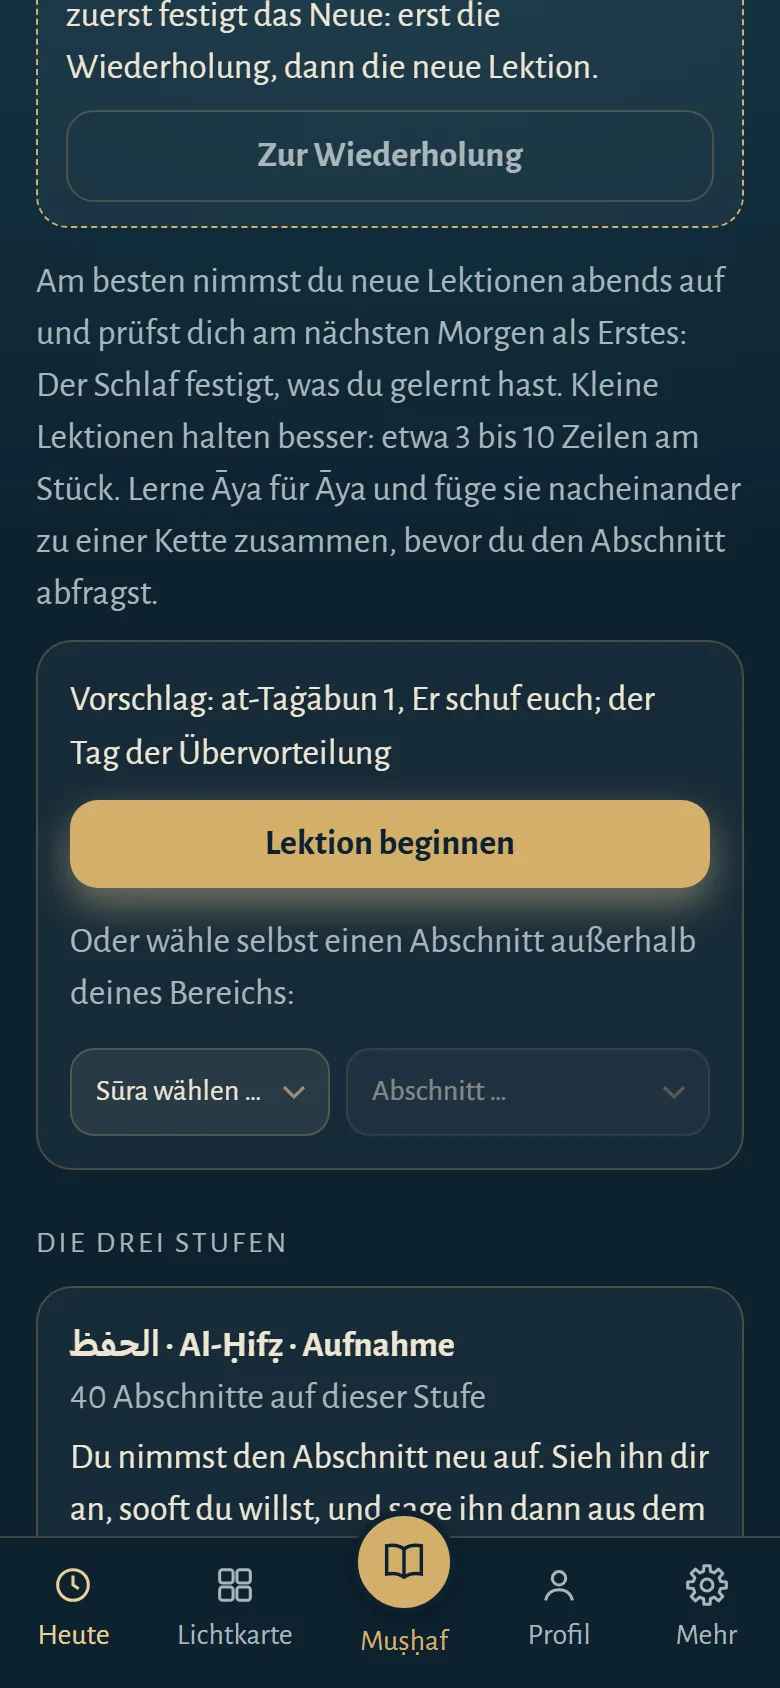 zuerst festigt das Neue: erst die
Wiederholung, dann die neue Lektion.
Zur Wiederholung
Am besten nimmst du neue Lektionen abends auf
und prüfst dich am nächsten Morgen als Erstes:
Der Schlaf festigt, was du gelernt hast. Kleine
Lektionen halten besser: etwa 3 bis 10 Zeilen am
Stück. Lerne Āya für Āya und füge sie nacheinander
zu einer Kette zusammen, bevor du den Abschnitt
abfragst.
Vorschlag: at-Taġābun 1, Er schuf euch; der
Tag der Übervorteilung
Lektion beginnen
Oder wähle selbst einen Abschnitt außerhalb
deines Bereichs:
Sūra wählen …
Abschnitt …
DIE DREI STUFEN
الحفظ · Al-Ḥifẓ · Aufnahme
40 Abschnitte auf dieser Stufe
Du nimmst den Abschnitt neu auf. Sieh ihn dir
an, sooft du willst, und sage ihn dann aus dem
Heute
Lichtkarte
Muṣḥaf
Profil
Mehr